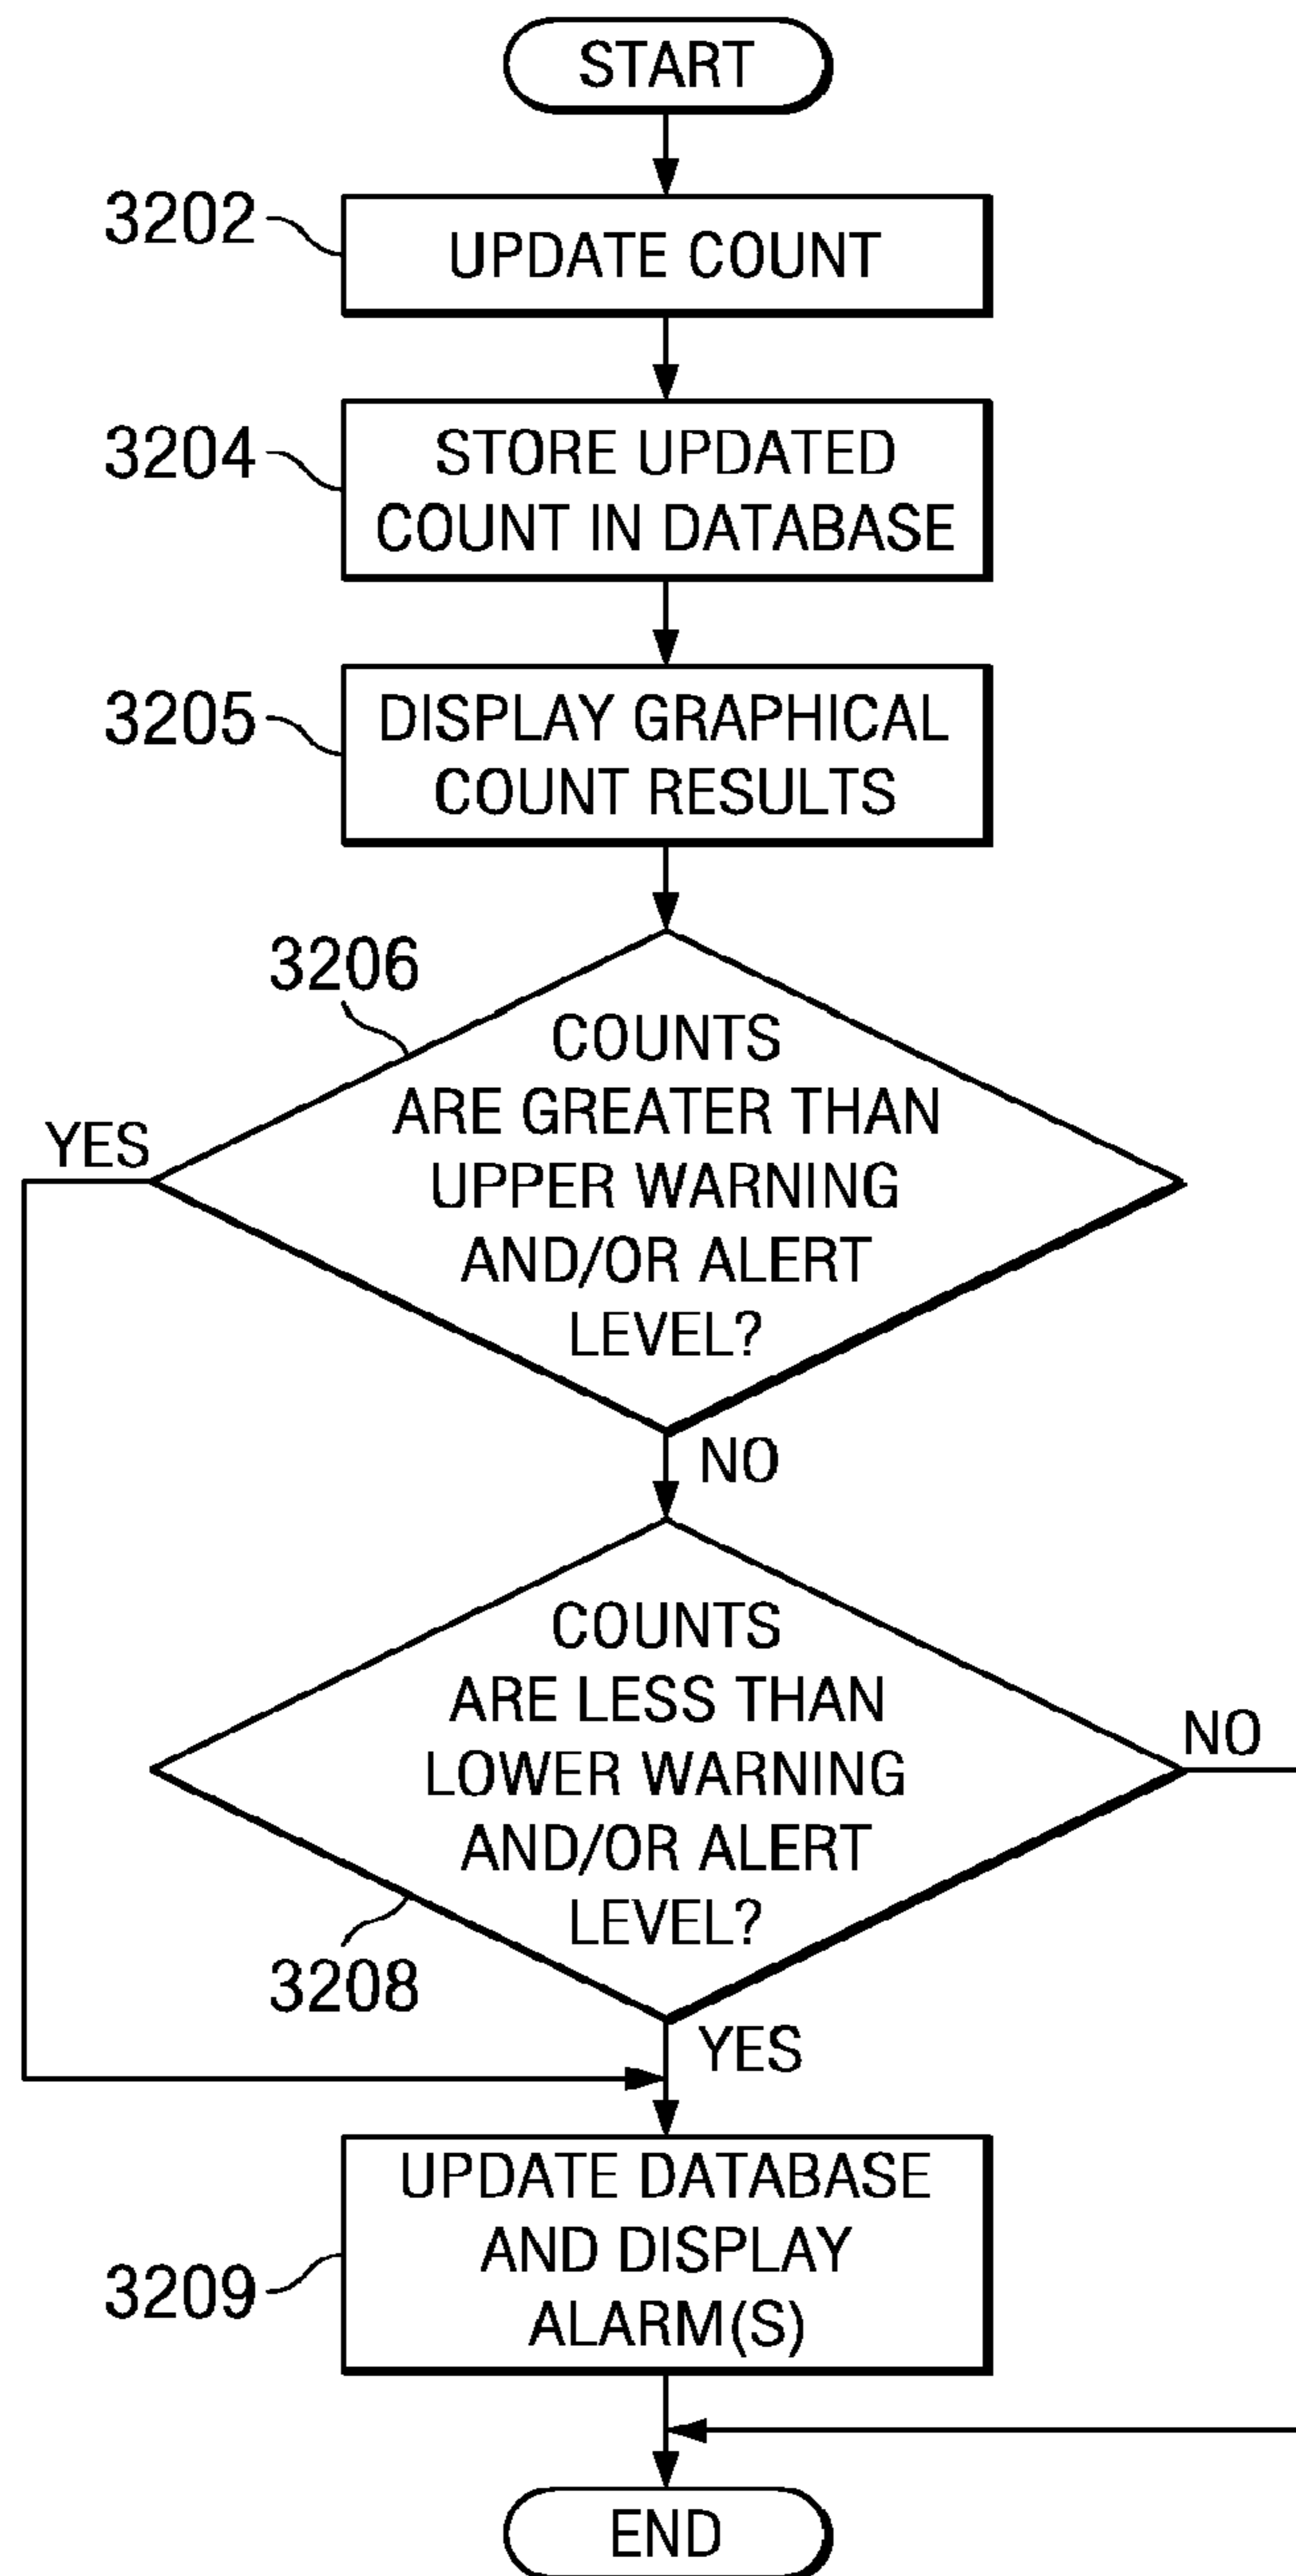 START
3202
UPDATE COUNT
3204
STORE UPDATED
COUNT IN DATABASE
3205
DISPLAY GRAPHICAL
COUNT RESULTS
3206
COUNTS
ARE GREATER THAN
UPPER WARNING
AND/OR ALERT
LEVEL?
YES
NO
COUNTS
ARE LESS THAN
LOWER WARNING
AND/OR ALERT
LEVEL?
NO
3208
YES
UPDATE DATABASE
AND DISPLAY
ALARM(S)
3209
END